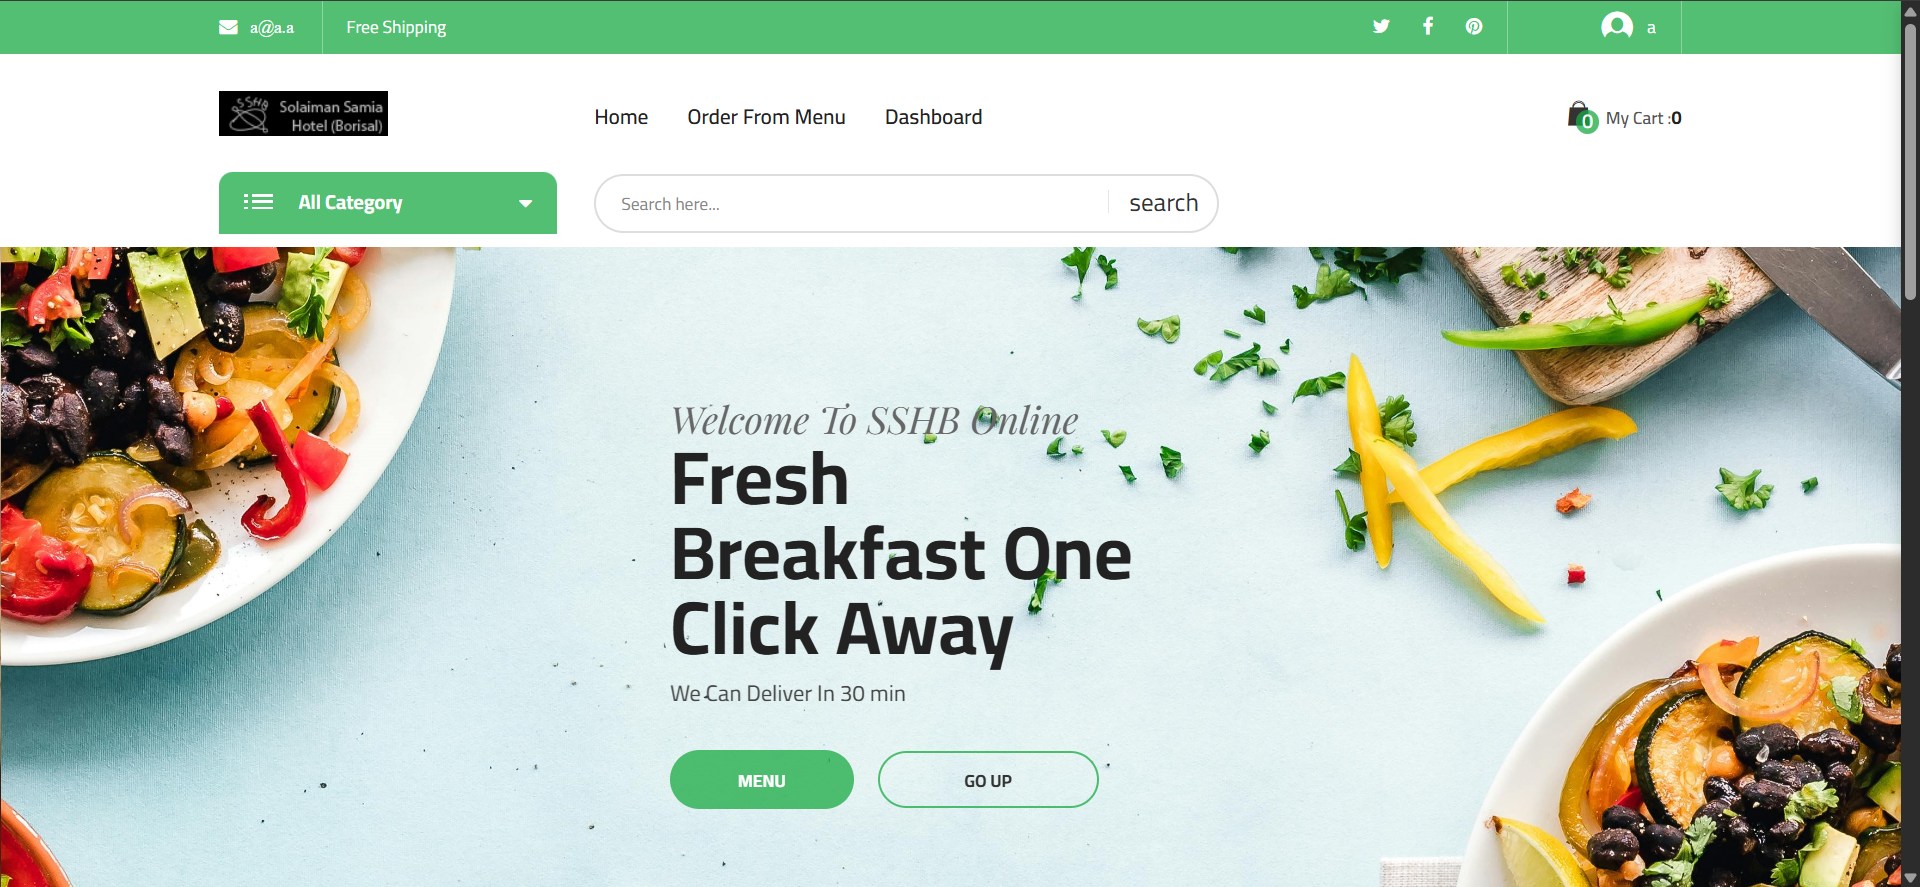 a@a.a
Free Shipping
a
SSHB
Solaiman Samia
Hotel (Borisal)
Home
Order From Menu
Dashboard
0
My Cart :0
All Category
Search here...
search
Welcome To SSHB Online
Fresh
Breakfast One
Click Away
We Can Deliver In 30 min
MENU
GO UP